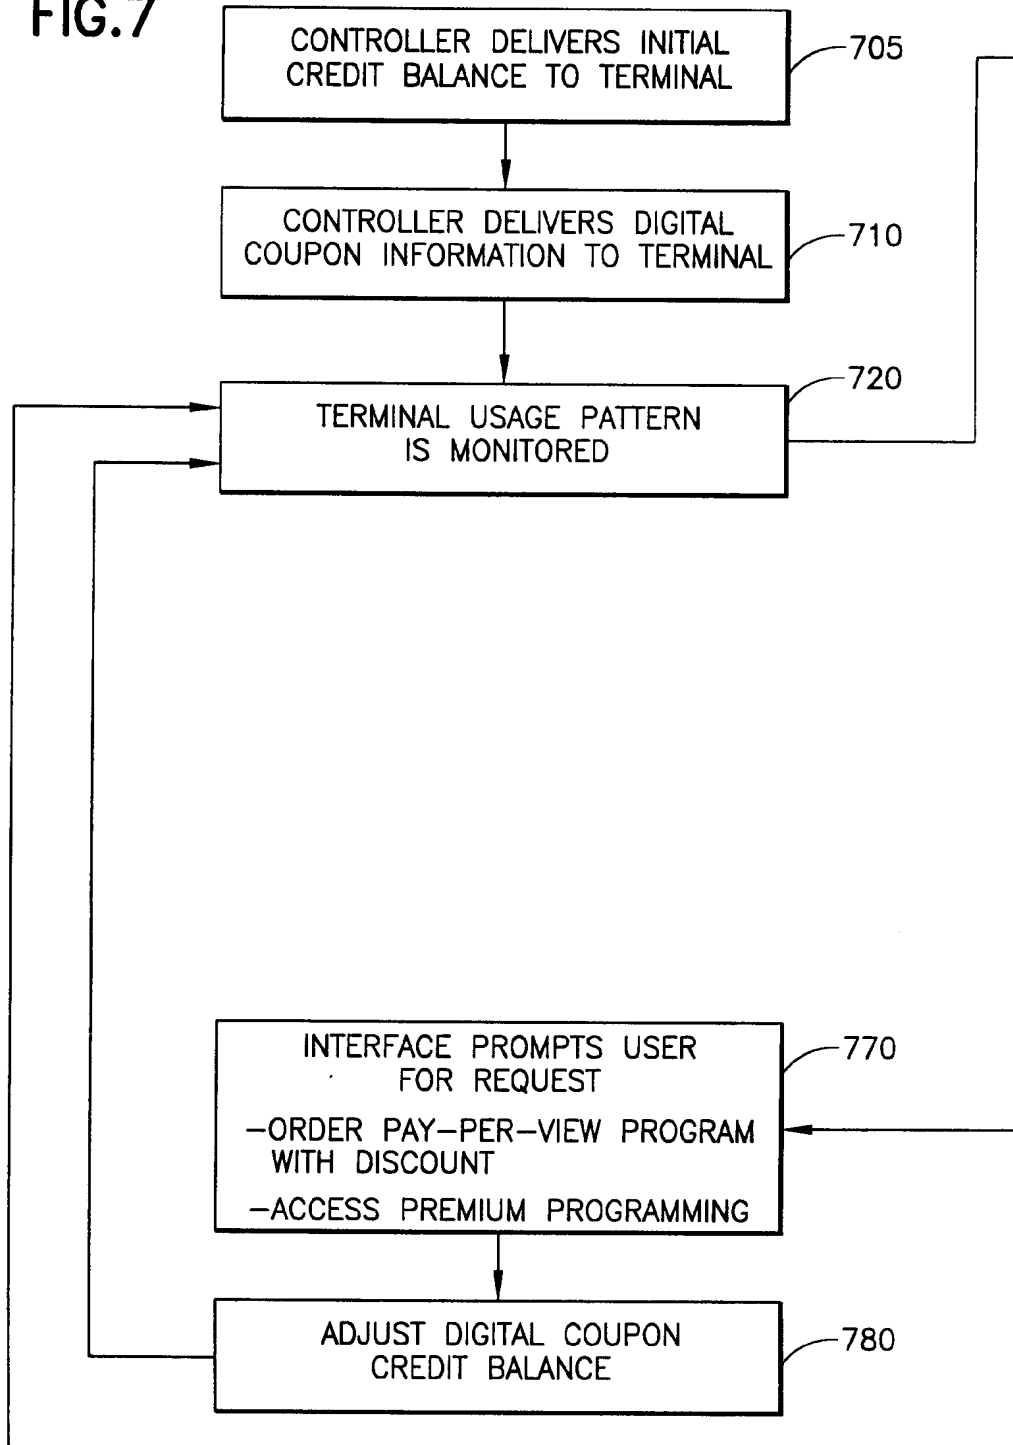 FIG.7
CONTROLLER DELIVERS INITIAL
CREDIT BALANCE TO TERMINAL
705
CONTROLLER DELIVERS DIGITAL
COUPON INFORMATION TO TERMINAL
710
TERMINAL USAGE PATTERN
IS MONITORED
720
INTERFACE PROMPTS USER
FOR REQUEST
-ORDER PAY-PER-VIEW PROGRAM
WITH DISCOUNT
-ACCESS PREMIUM PROGRAMMING
770
ADJUST DIGITAL COUPON
CREDIT BALANCE
780